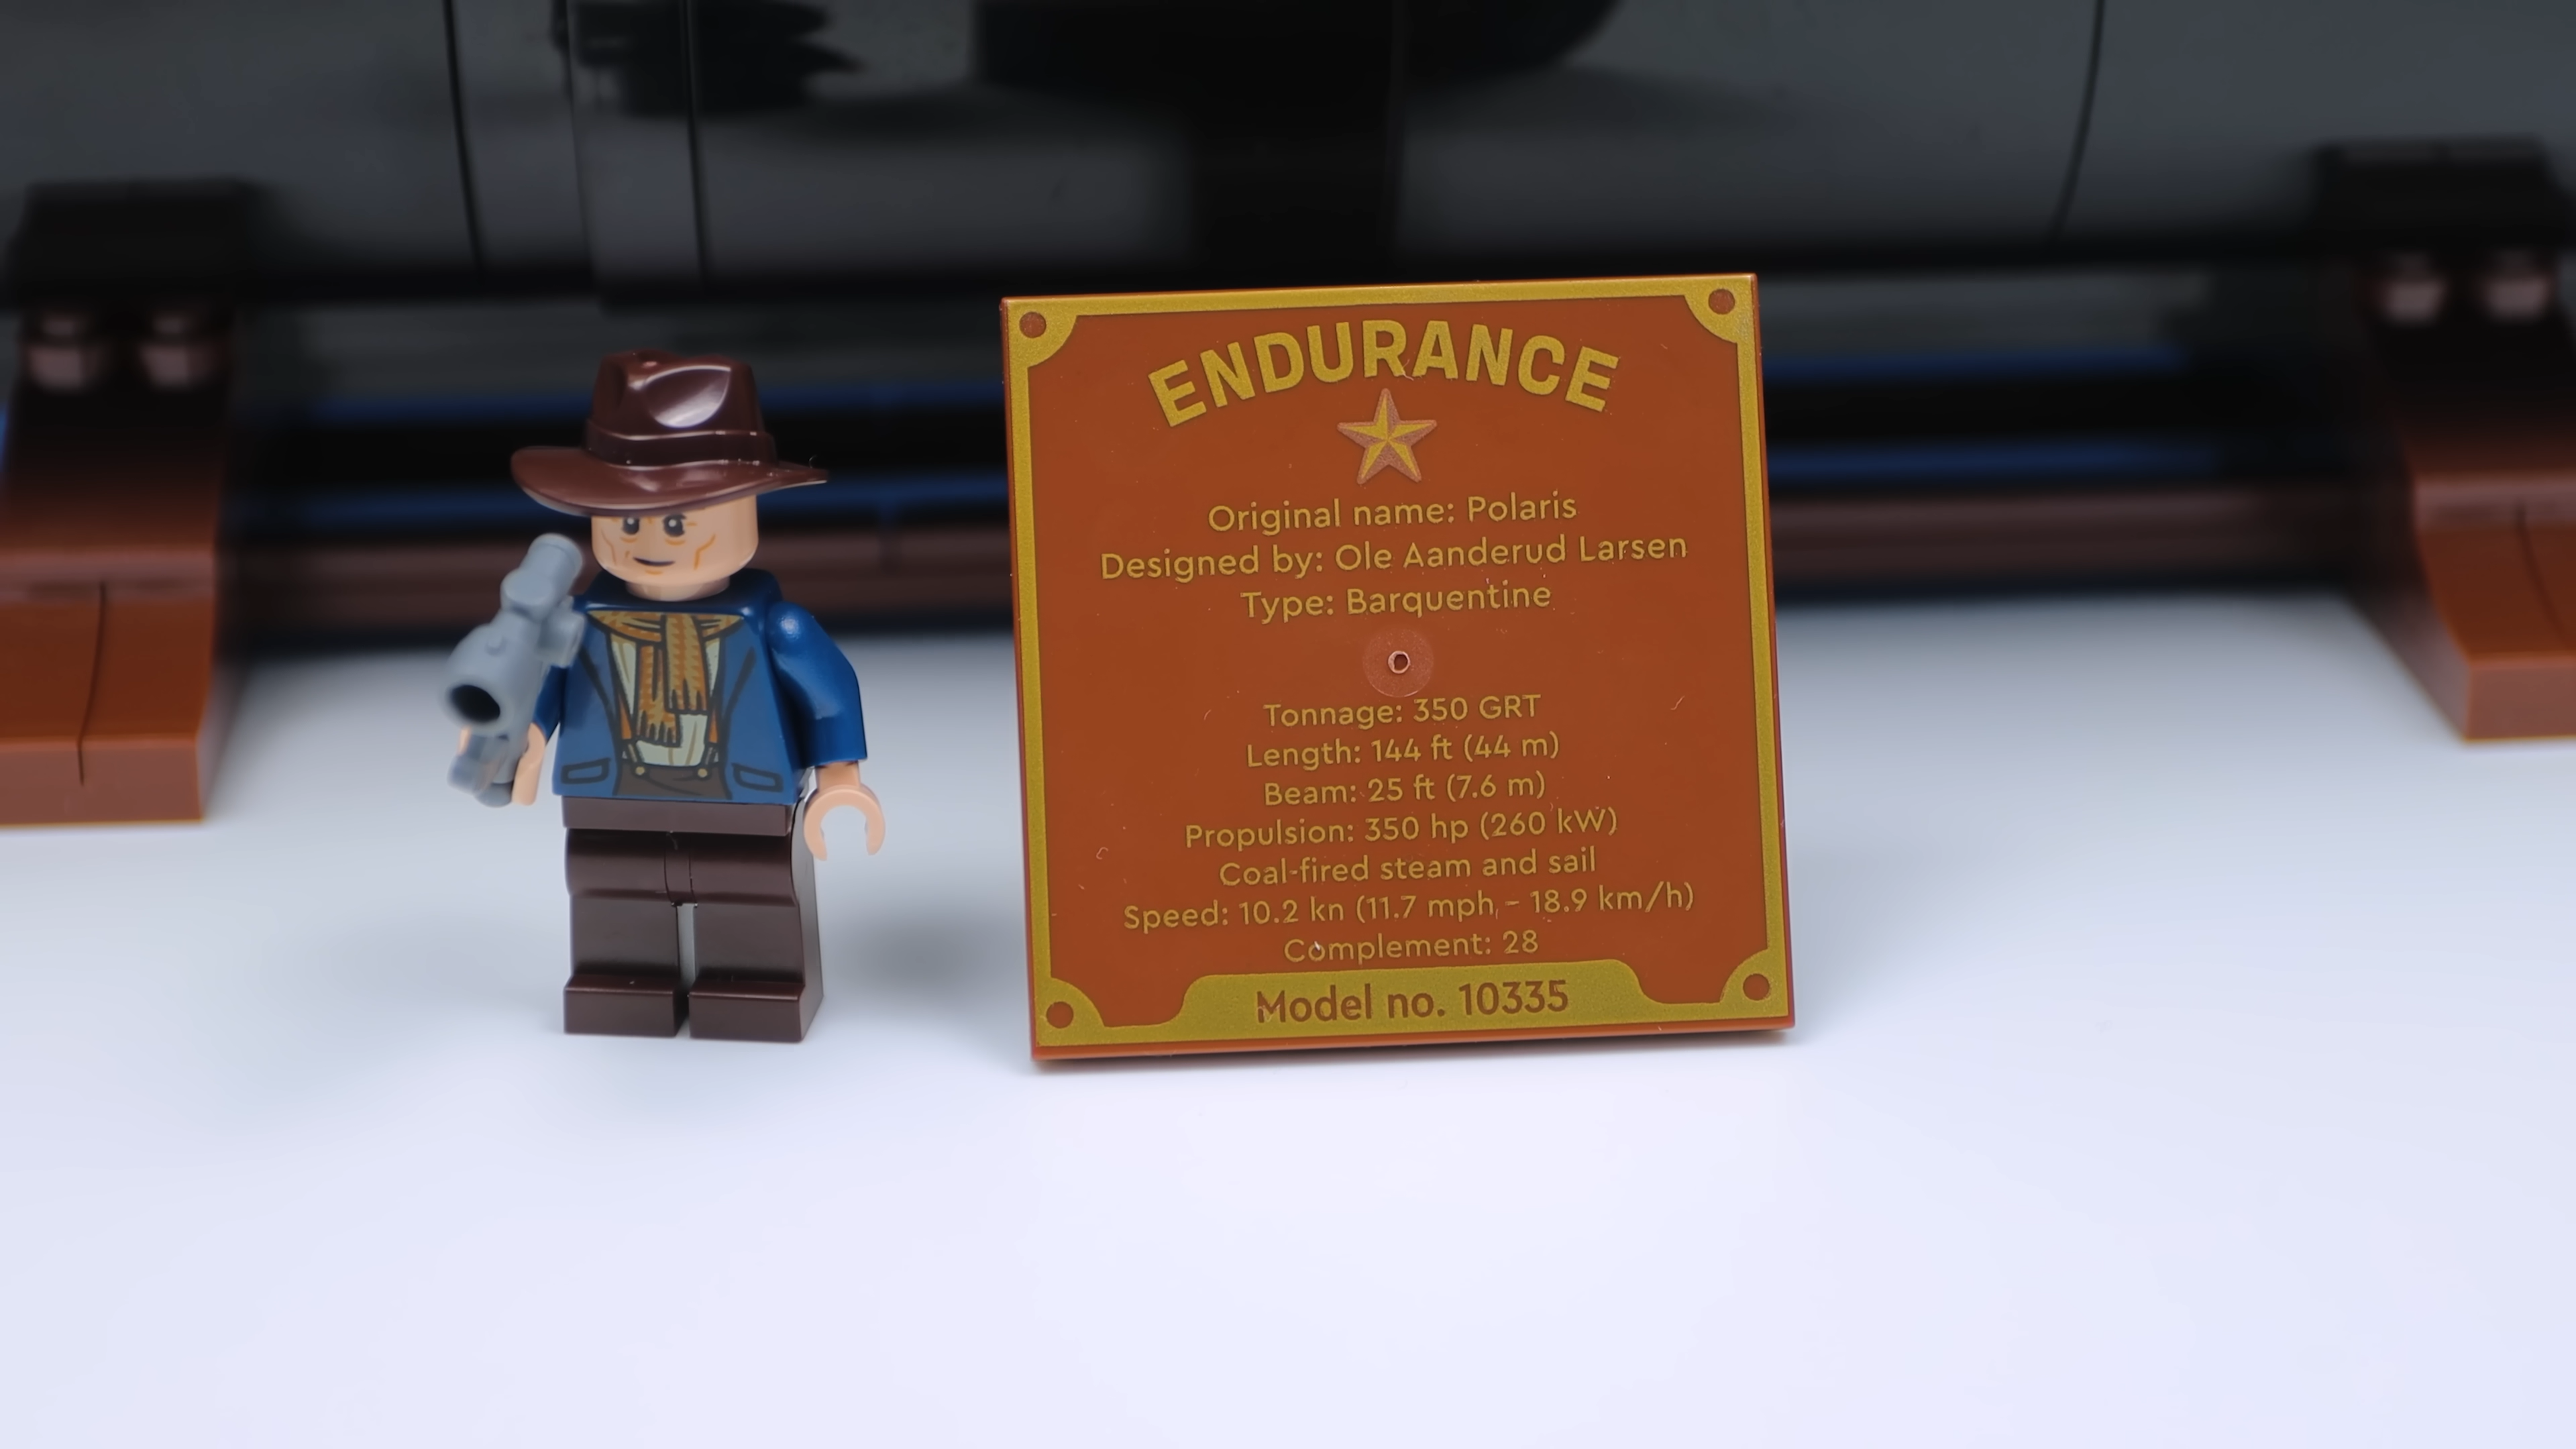 ENDURANCE
Original name: Polaris
Designed by: Ole Aanderud Larsen
Type: Barquentine
Tonnage: 350 GRT
Length: 144 ft (44 m)
Beam: 25 ft (7.6 m)
Propulsion: 350 hp (260 kW)
Coal-fired steam and sail
Speed: 10.2 kn (11.7 mph – 18.9 km/h)
Complement: 28
Model no. 10335